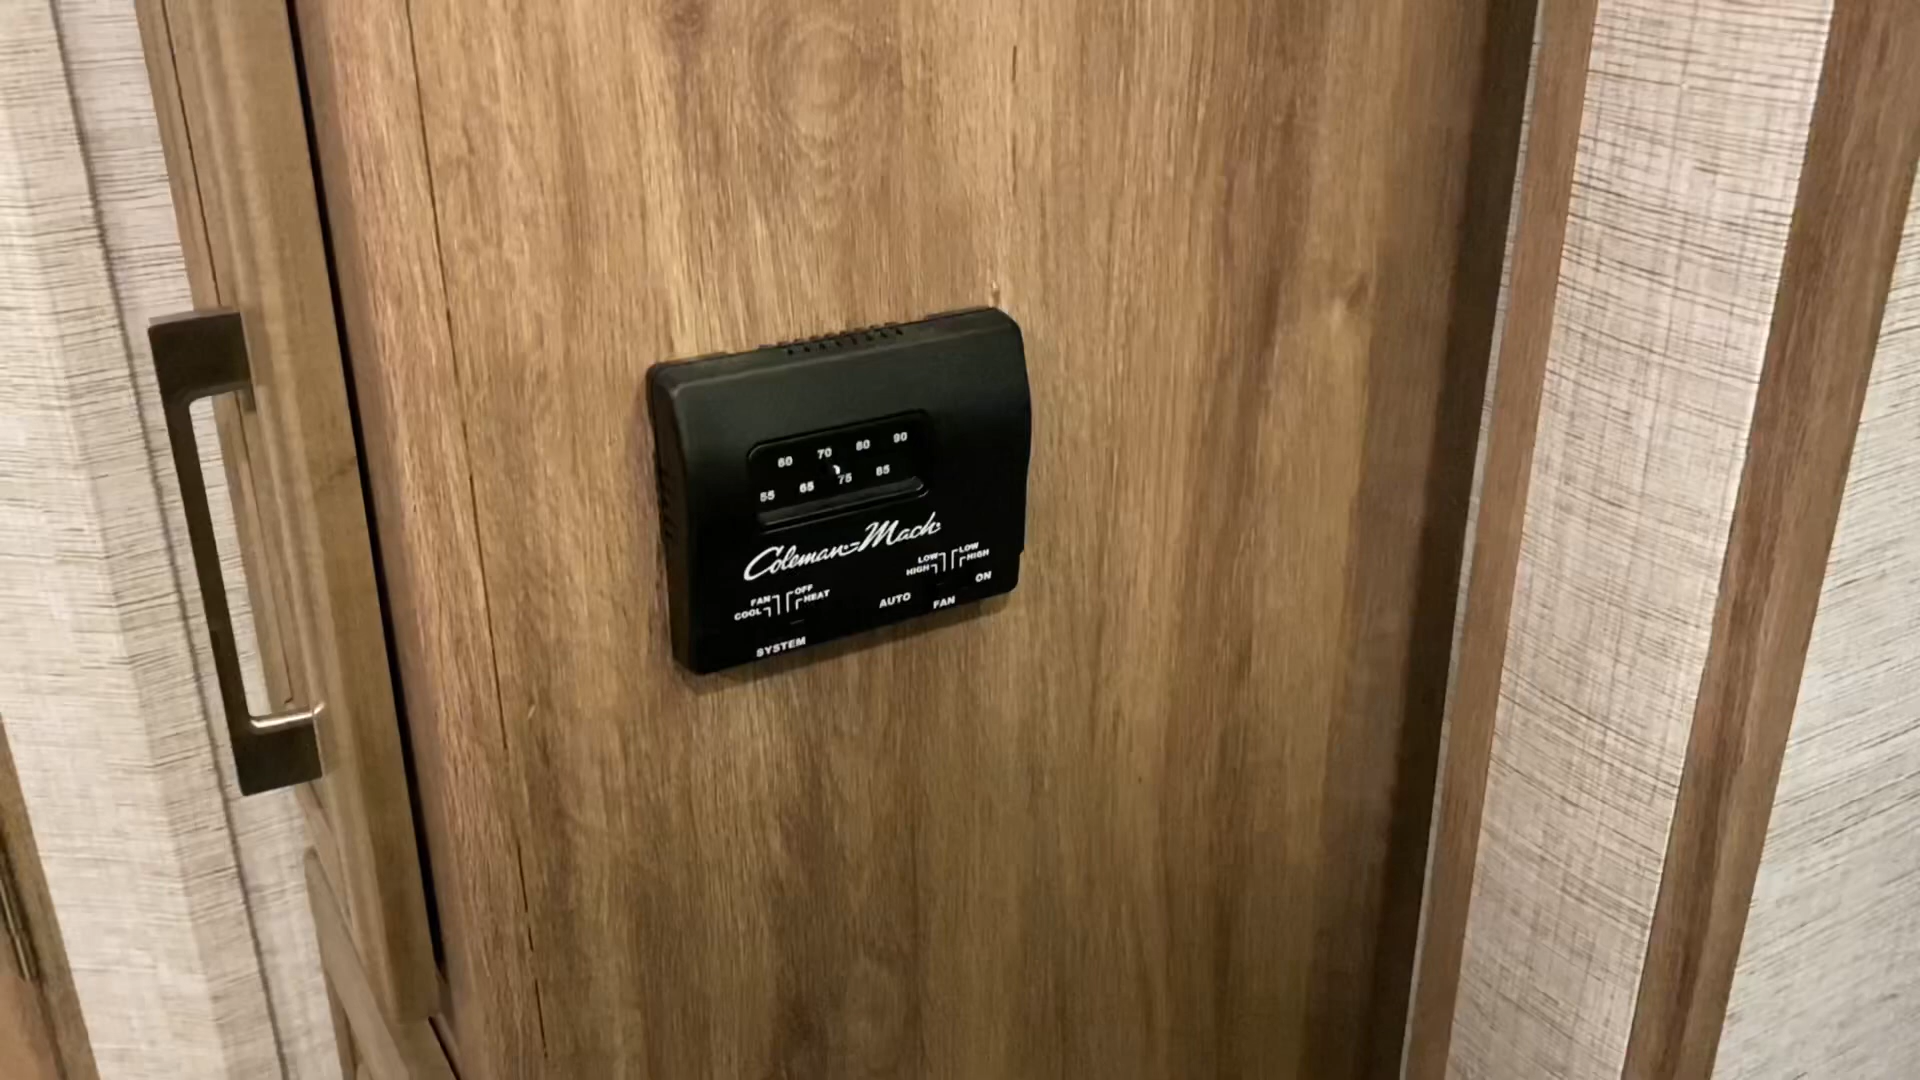 60 70 80 90
55 65 75 85
Coleman-Mach
LOW LOW
HIGH HIGH
FAN OFF
COOL HEAT
AUTO FAN ON
SYSTEM